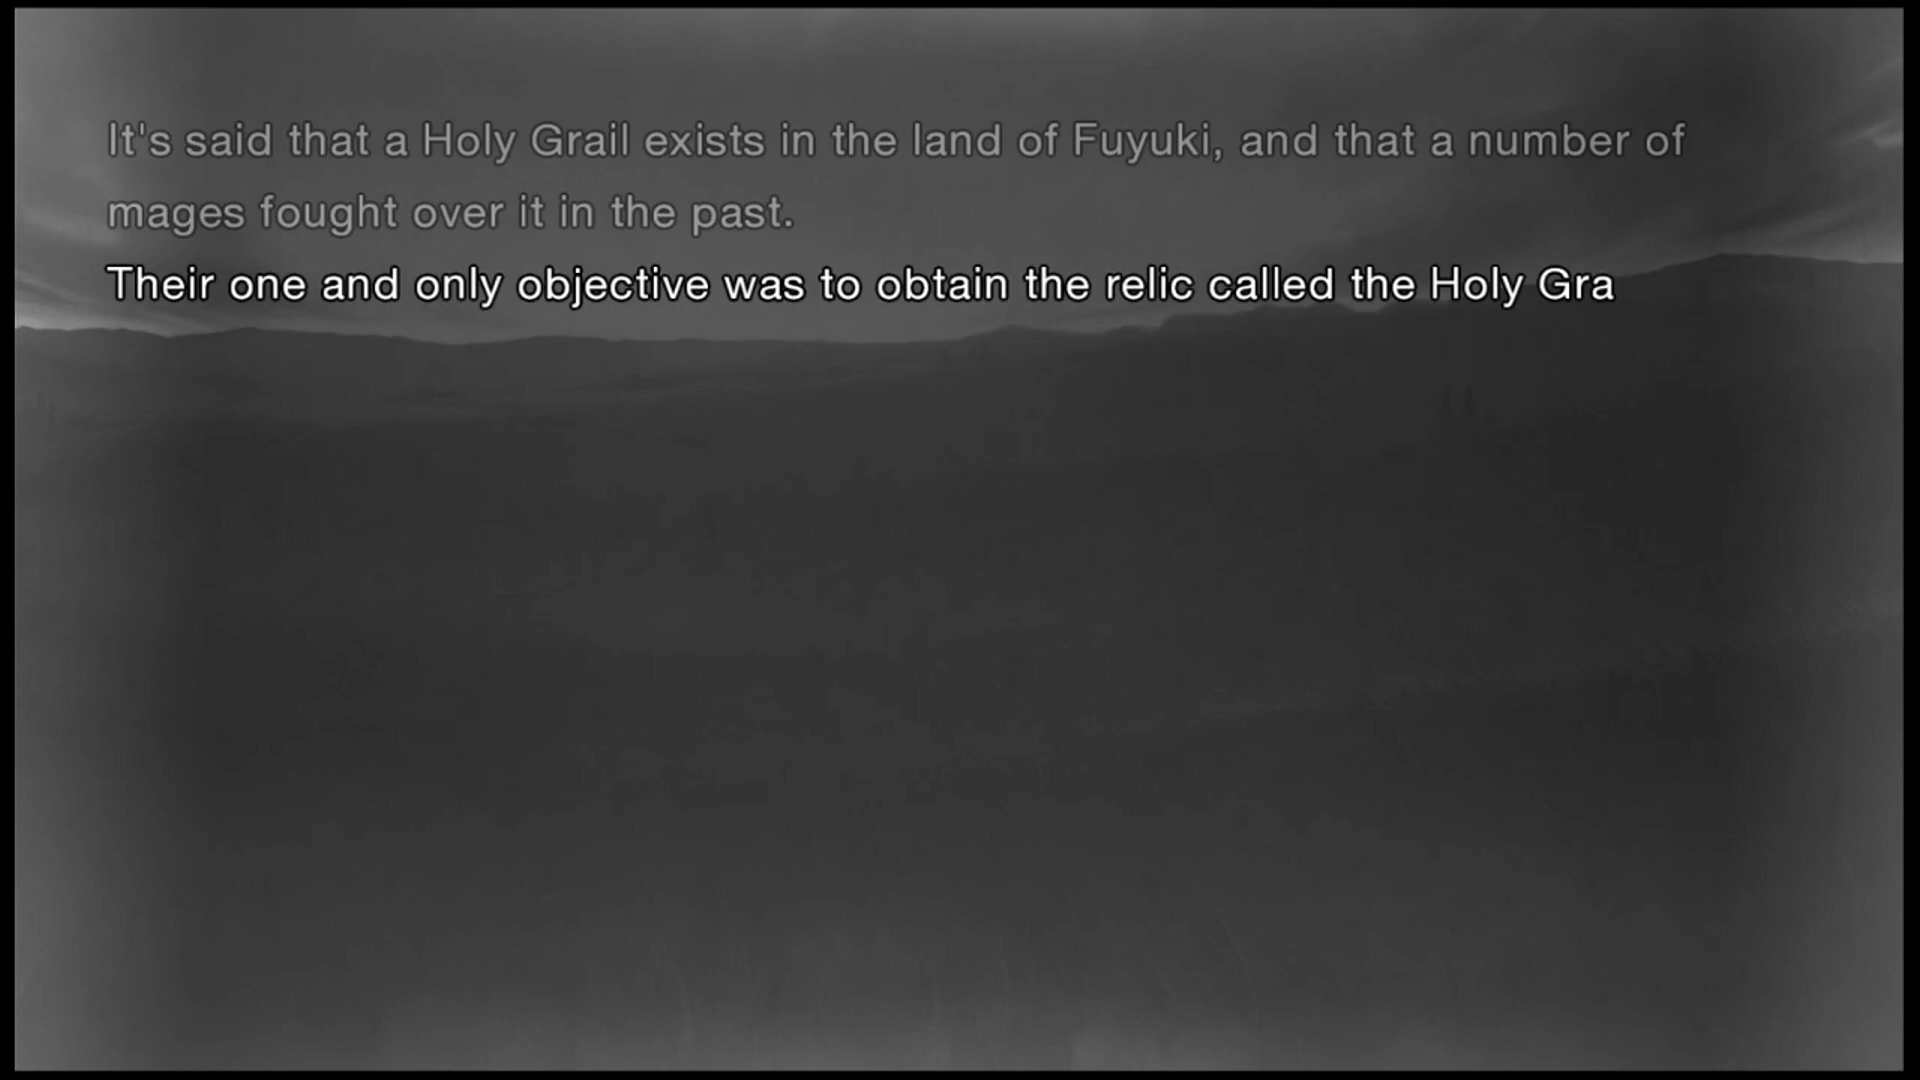 It's said that a Holy Grail exists in the land of Fuyuki, and that a number of
mages fought over it in the past.
Their one and only objective was to obtain the relic called the Holy Gra